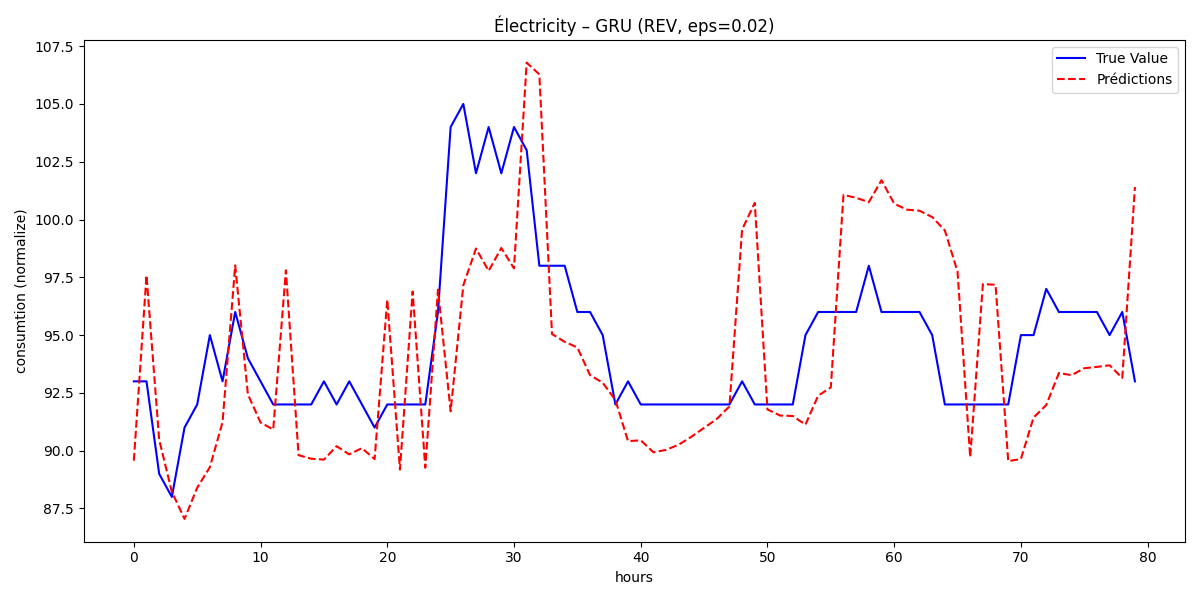 Électricity – GRU (REV, eps=0.02)
True Value
Prédictions
consumtion (normalize)
107.5
105.0
102.5
100.0
97.5
95.0
92.5
90.0
87.5
0 10 20 30 40 50 60 70 80
hours